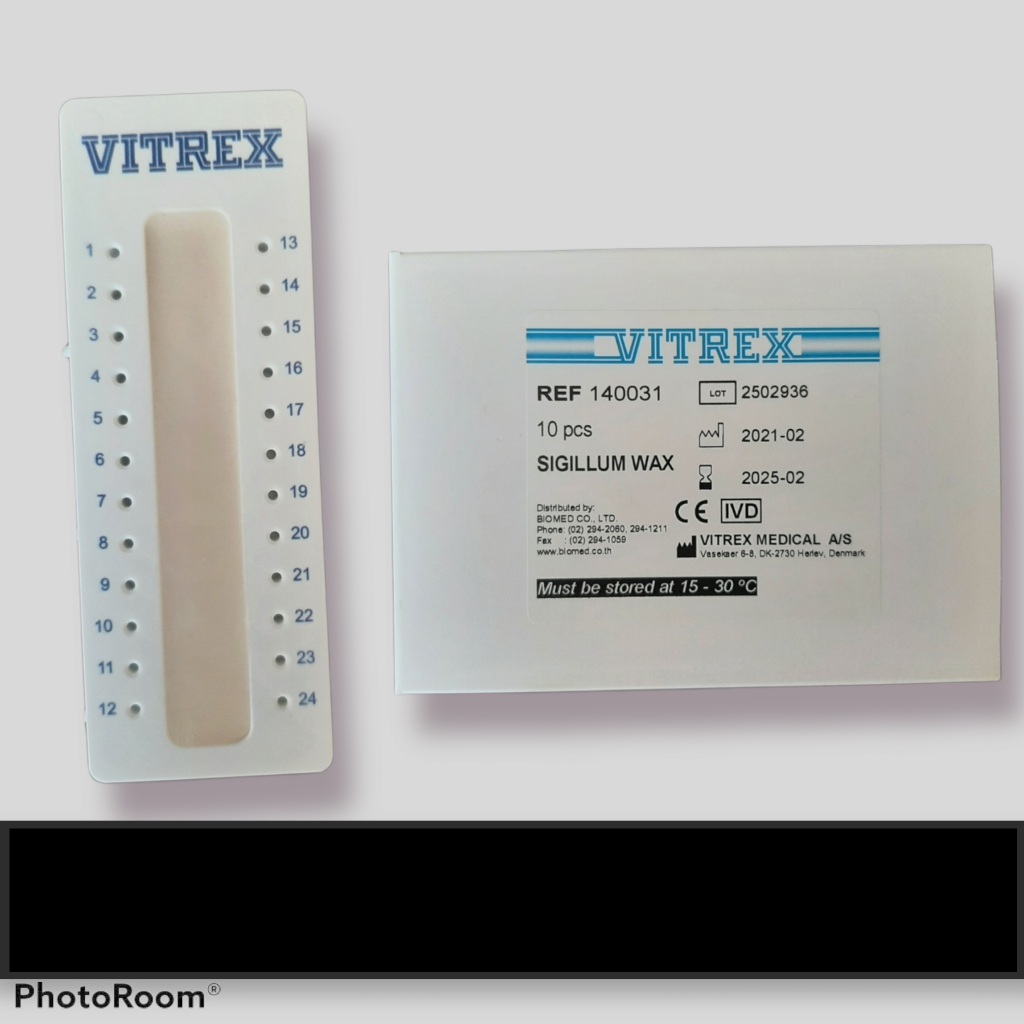 VITREX
1 13
2 14
3 15
4 16
5 17
6 18
7 19
8 20
9 21
10 22
11 23
12 24
VITREX
REF 140031
LOT 2502936
10 pcs
2021-02
SIGILLUM WAX
2025-02
Distributed by:
BIOMED CO., LTD.
Phone: (02) 294-2060, 294-1211
Fax : (02) 294-1059
www.biomed.co.th
CE IVD
VITREX MEDICAL A/S
Vasekaer 6-8, DK-2730 Herlev, Denmark
Must be stored at 15 - 30 ºC
PhotoRoom®